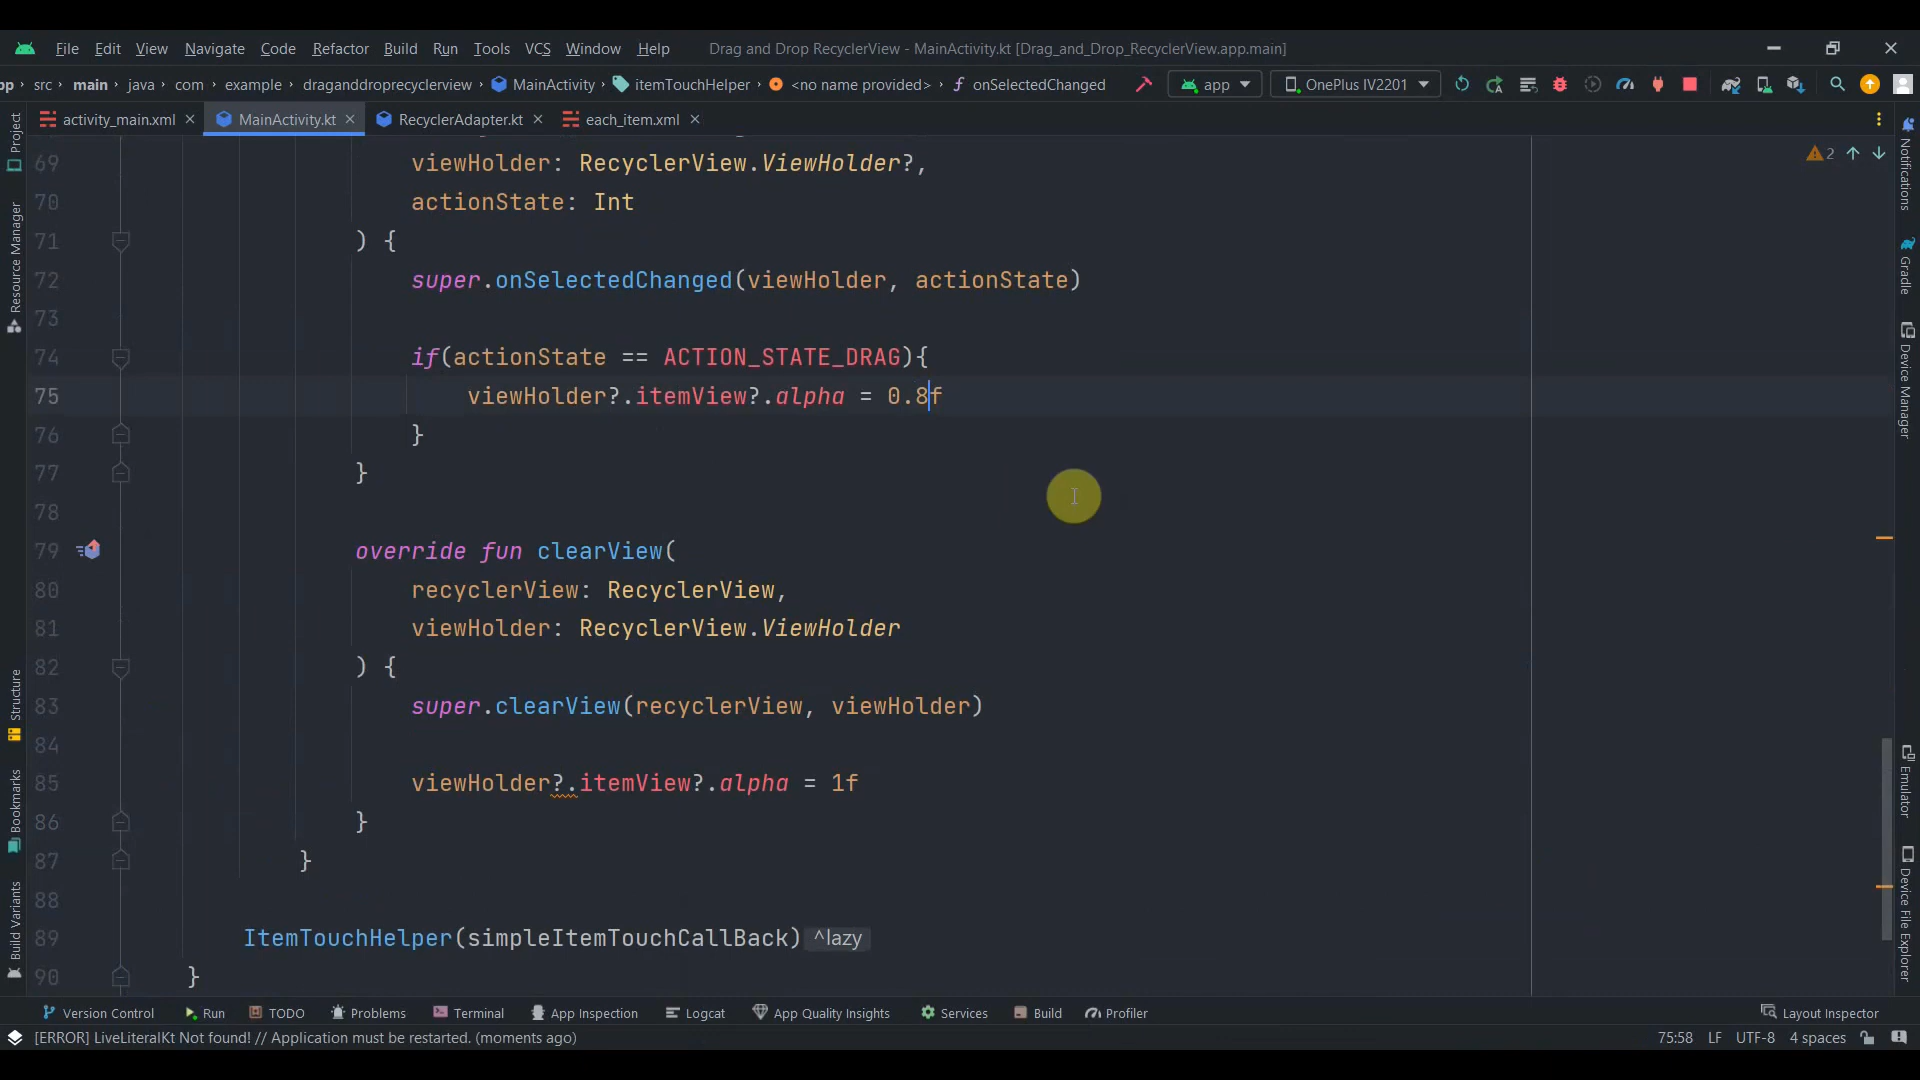 File Edit View Navigate Code Refactor Build Run Tools VCS Window Help Drag and Drop RecyclerView - MainActivity.kt [Drag_and_Drop_RecyclerView.app.main]
pp src main java com example draganddroprecyclerview MainActivity itemTouchHelper <no name provided> onSelectedChanged app OnePlus IV2201
activity_main.xml MainActivity.kt RecyclerAdapter.kt each_item.xml
69 viewHolder: RecyclerView.ViewHolder?,
70 actionState: Int
71 ) {
72 super.onSelectedChanged(viewHolder, actionState)
73
74 if(actionState == ACTION_STATE_DRAG){
75 viewHolder?.itemView?.alpha = 0.8f
76 }
77 }
78
79 override fun clearView(
80 recyclerView: RecyclerView,
81 viewHolder: RecyclerView.ViewHolder
82 ) {
83 super.clearView(recyclerView, viewHolder)
84
85 viewHolder?.itemView?.alpha = 1f
86 }
87 }
88
89 ItemTouchHelper(simpleItemTouchCallBack) ^lazy
90 }
2
Project
Resource Manager
Structure
Bookmarks
Build Variants
Notifications
Gradle
Device Manager
Emulator
Device File Explorer
Version Control Run TODO Problems Terminal App Inspection Logcat App Quality Insights Services Build Profiler Layout Inspector
[ERROR] LiveLiteralKt Not found! // Application must be restarted. (moments ago) 75:58 LF UTF-8 4 spaces